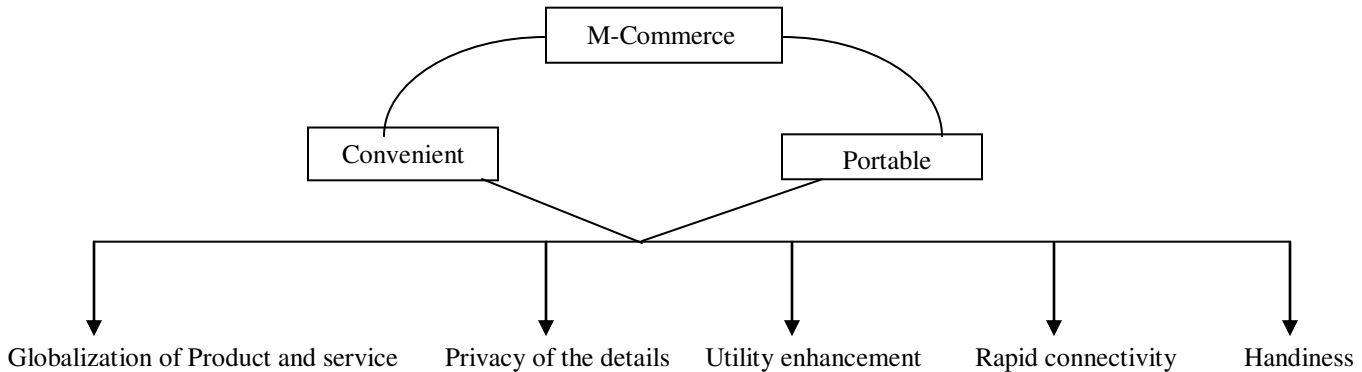 M-Commerce
Convenient
Portable
Globalization of Product and service
Privacy of the details
Utility enhancement
Rapid connectivity
Handiness